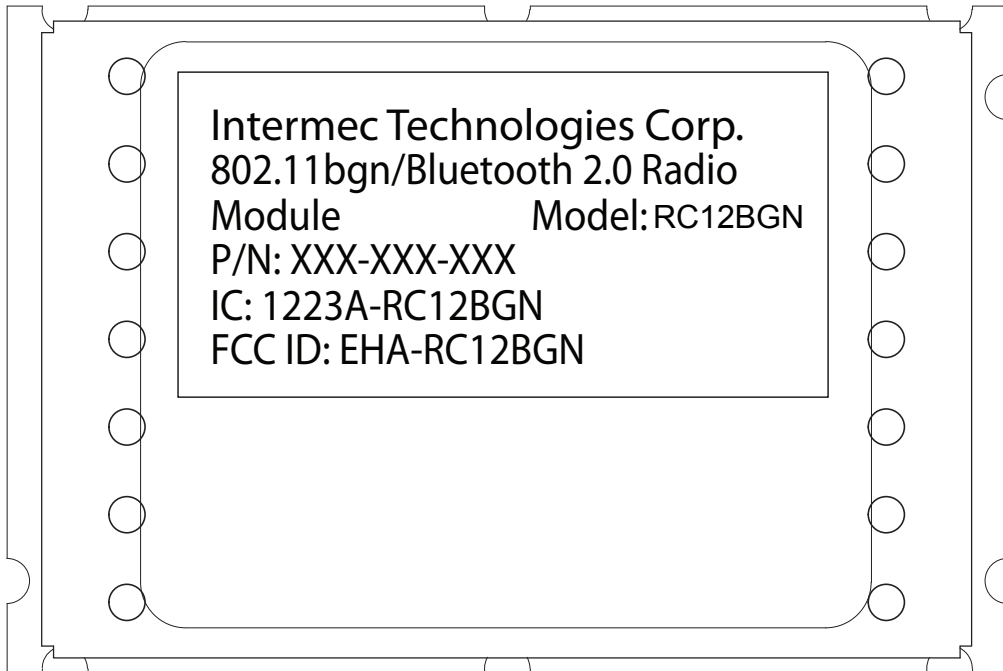 Intermec Technologies Corp.
802.11bgn/Bluetooth 2.0 Radio
Module Model: RC12BGN
P/N: XXX-XXX-XXX
IC: 1223A-RC12BGN
FCC ID: EHA-RC12BGN